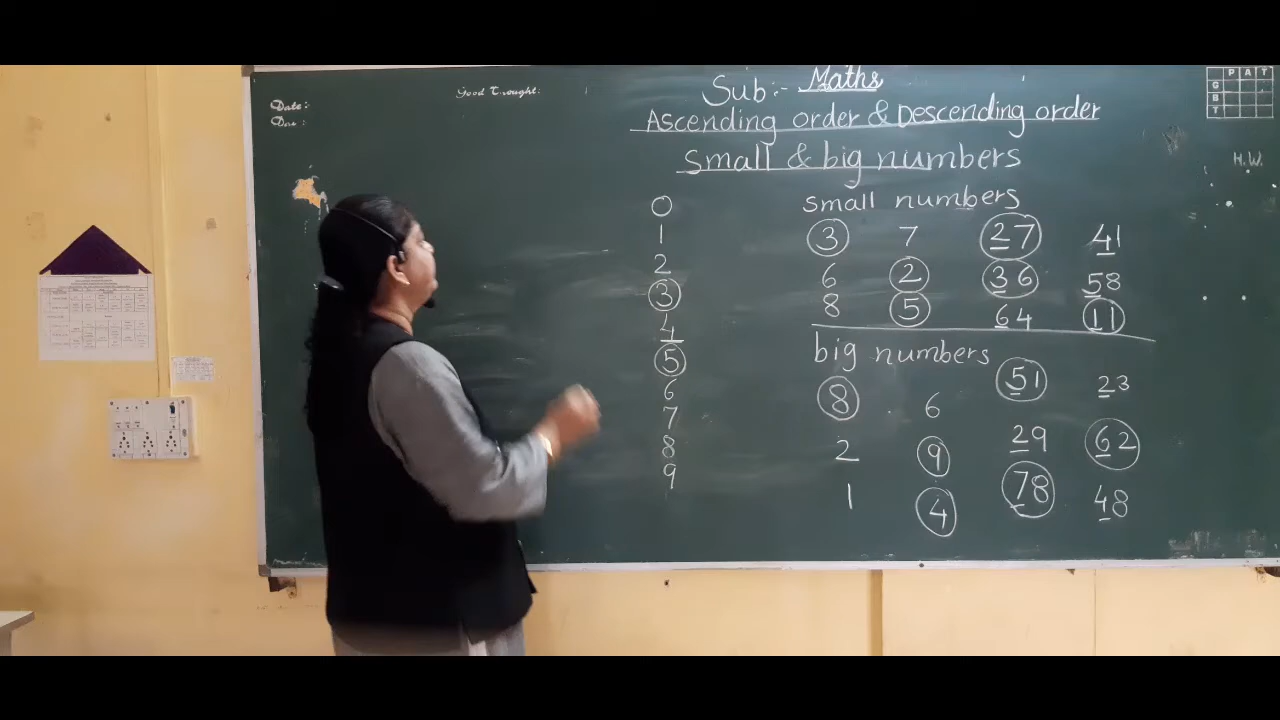 Date:-
Day:
Good Thought:
Sub:- Maths
Ascending order & Descending order
Small & big numbers
P A T
G
B
T
H.W.
0
1
2
3
4
5
6
7
8
9
small numbers
3 7 27 41
6 2 36 58
8 5 64 11
big numbers
8 6 51 23
2 9 29 62
1 4 78 48